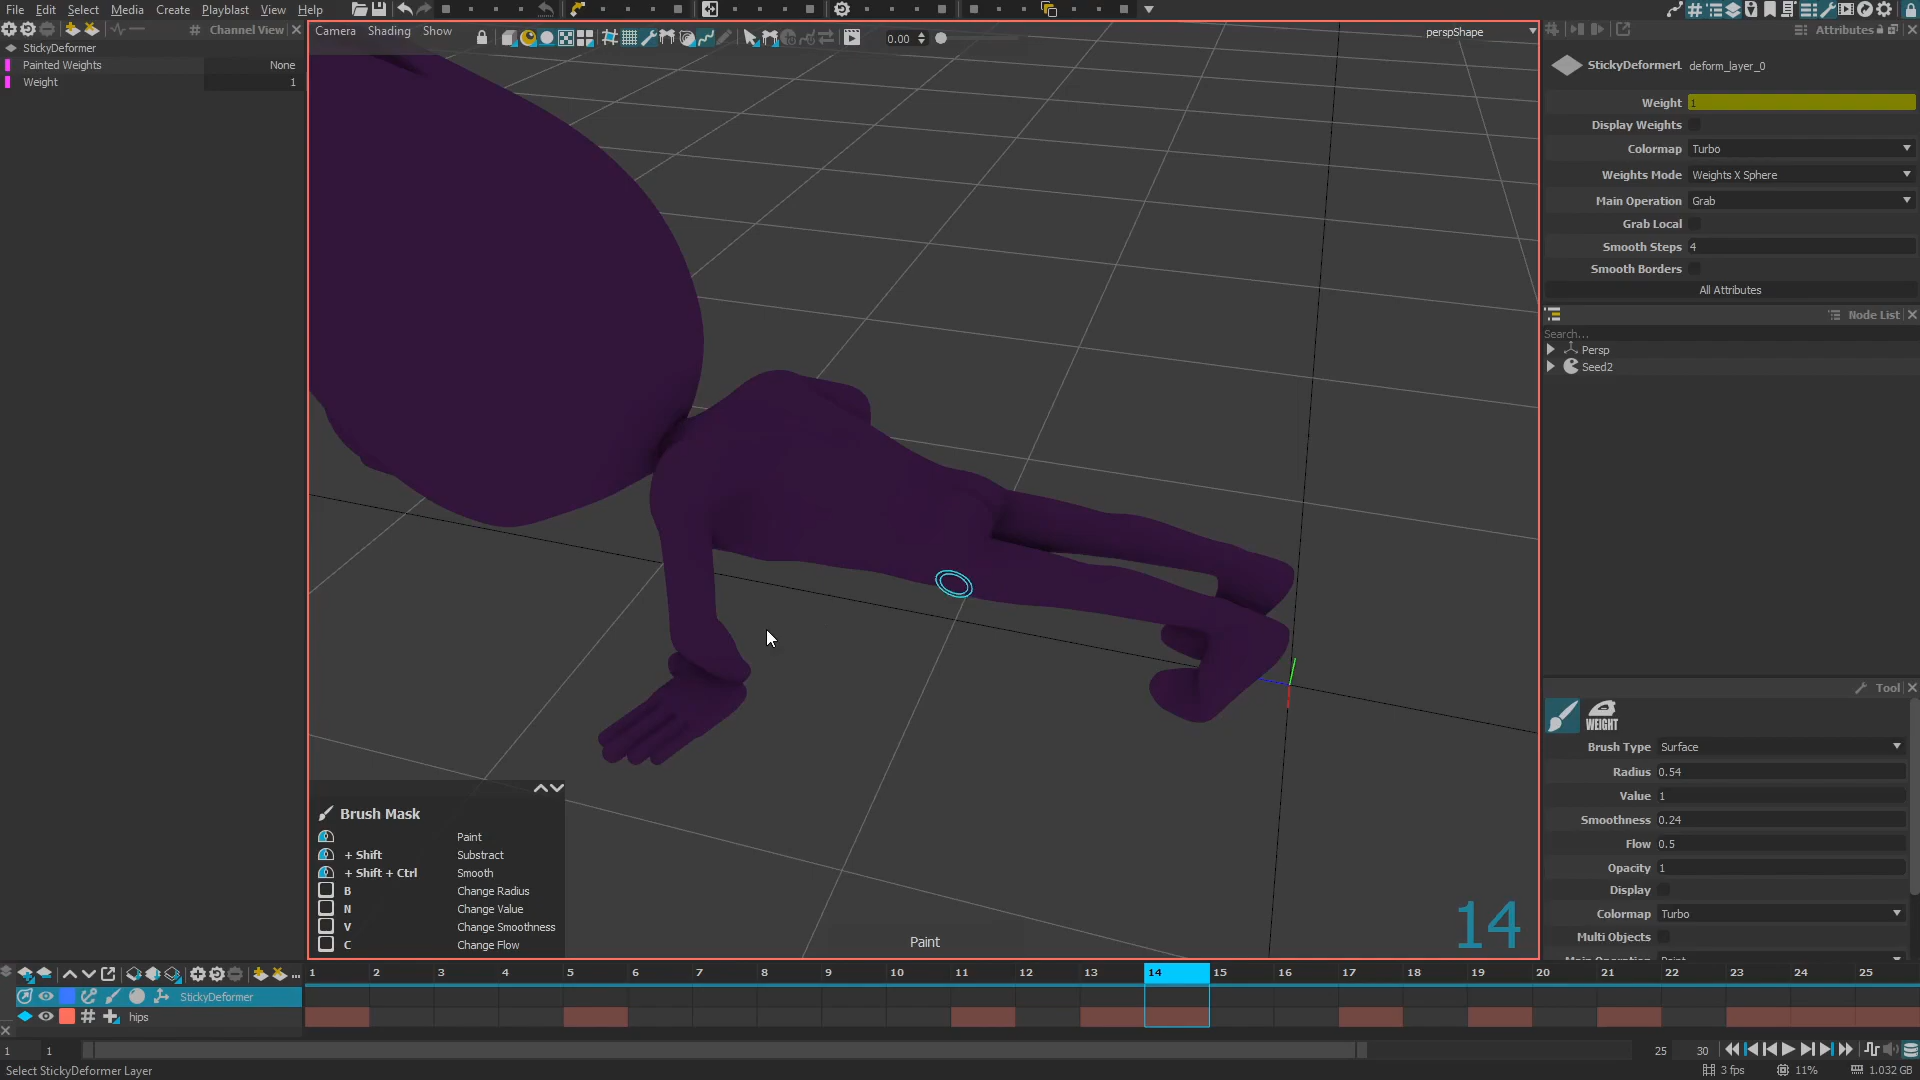 File Edit Select Media Create Playblast View Help
Channel View
StickyDeformer
Painted Weights None
Weight 1
Camera Shading Show
0.00
perspShape
Attributes
StickyDeformerL deform_layer_0
Weight 1
Display Weights
Colormap Turbo
Weights Mode Weights X Sphere
Main Operation Grab
Grab Local
Smooth Steps 4
Smooth Borders
All Attributes
Node List
Search...
Persp
Seed2
Tool
WEIGHT
Brush Type Surface
Radius 0.54
Value 1
Smoothness 0.24
Flow 0.5
Opacity 1
Display
Colormap Turbo
Multi Objects
Brush Mask
Paint
+ Shift Substract
+ Shift + Ctrl Smooth
B Change Radius
N Change Value
V Change Smoothness
C Change Flow
Paint
14
1 2 3 4 5 6 7 8 9 10 11 12 13 14 15 16 17 18 19 20 21 22 23 24 25
StickyDeformer
hips
1 1 25 30
Select StickyDeformer Layer
3 fps 11% 1.032 GB